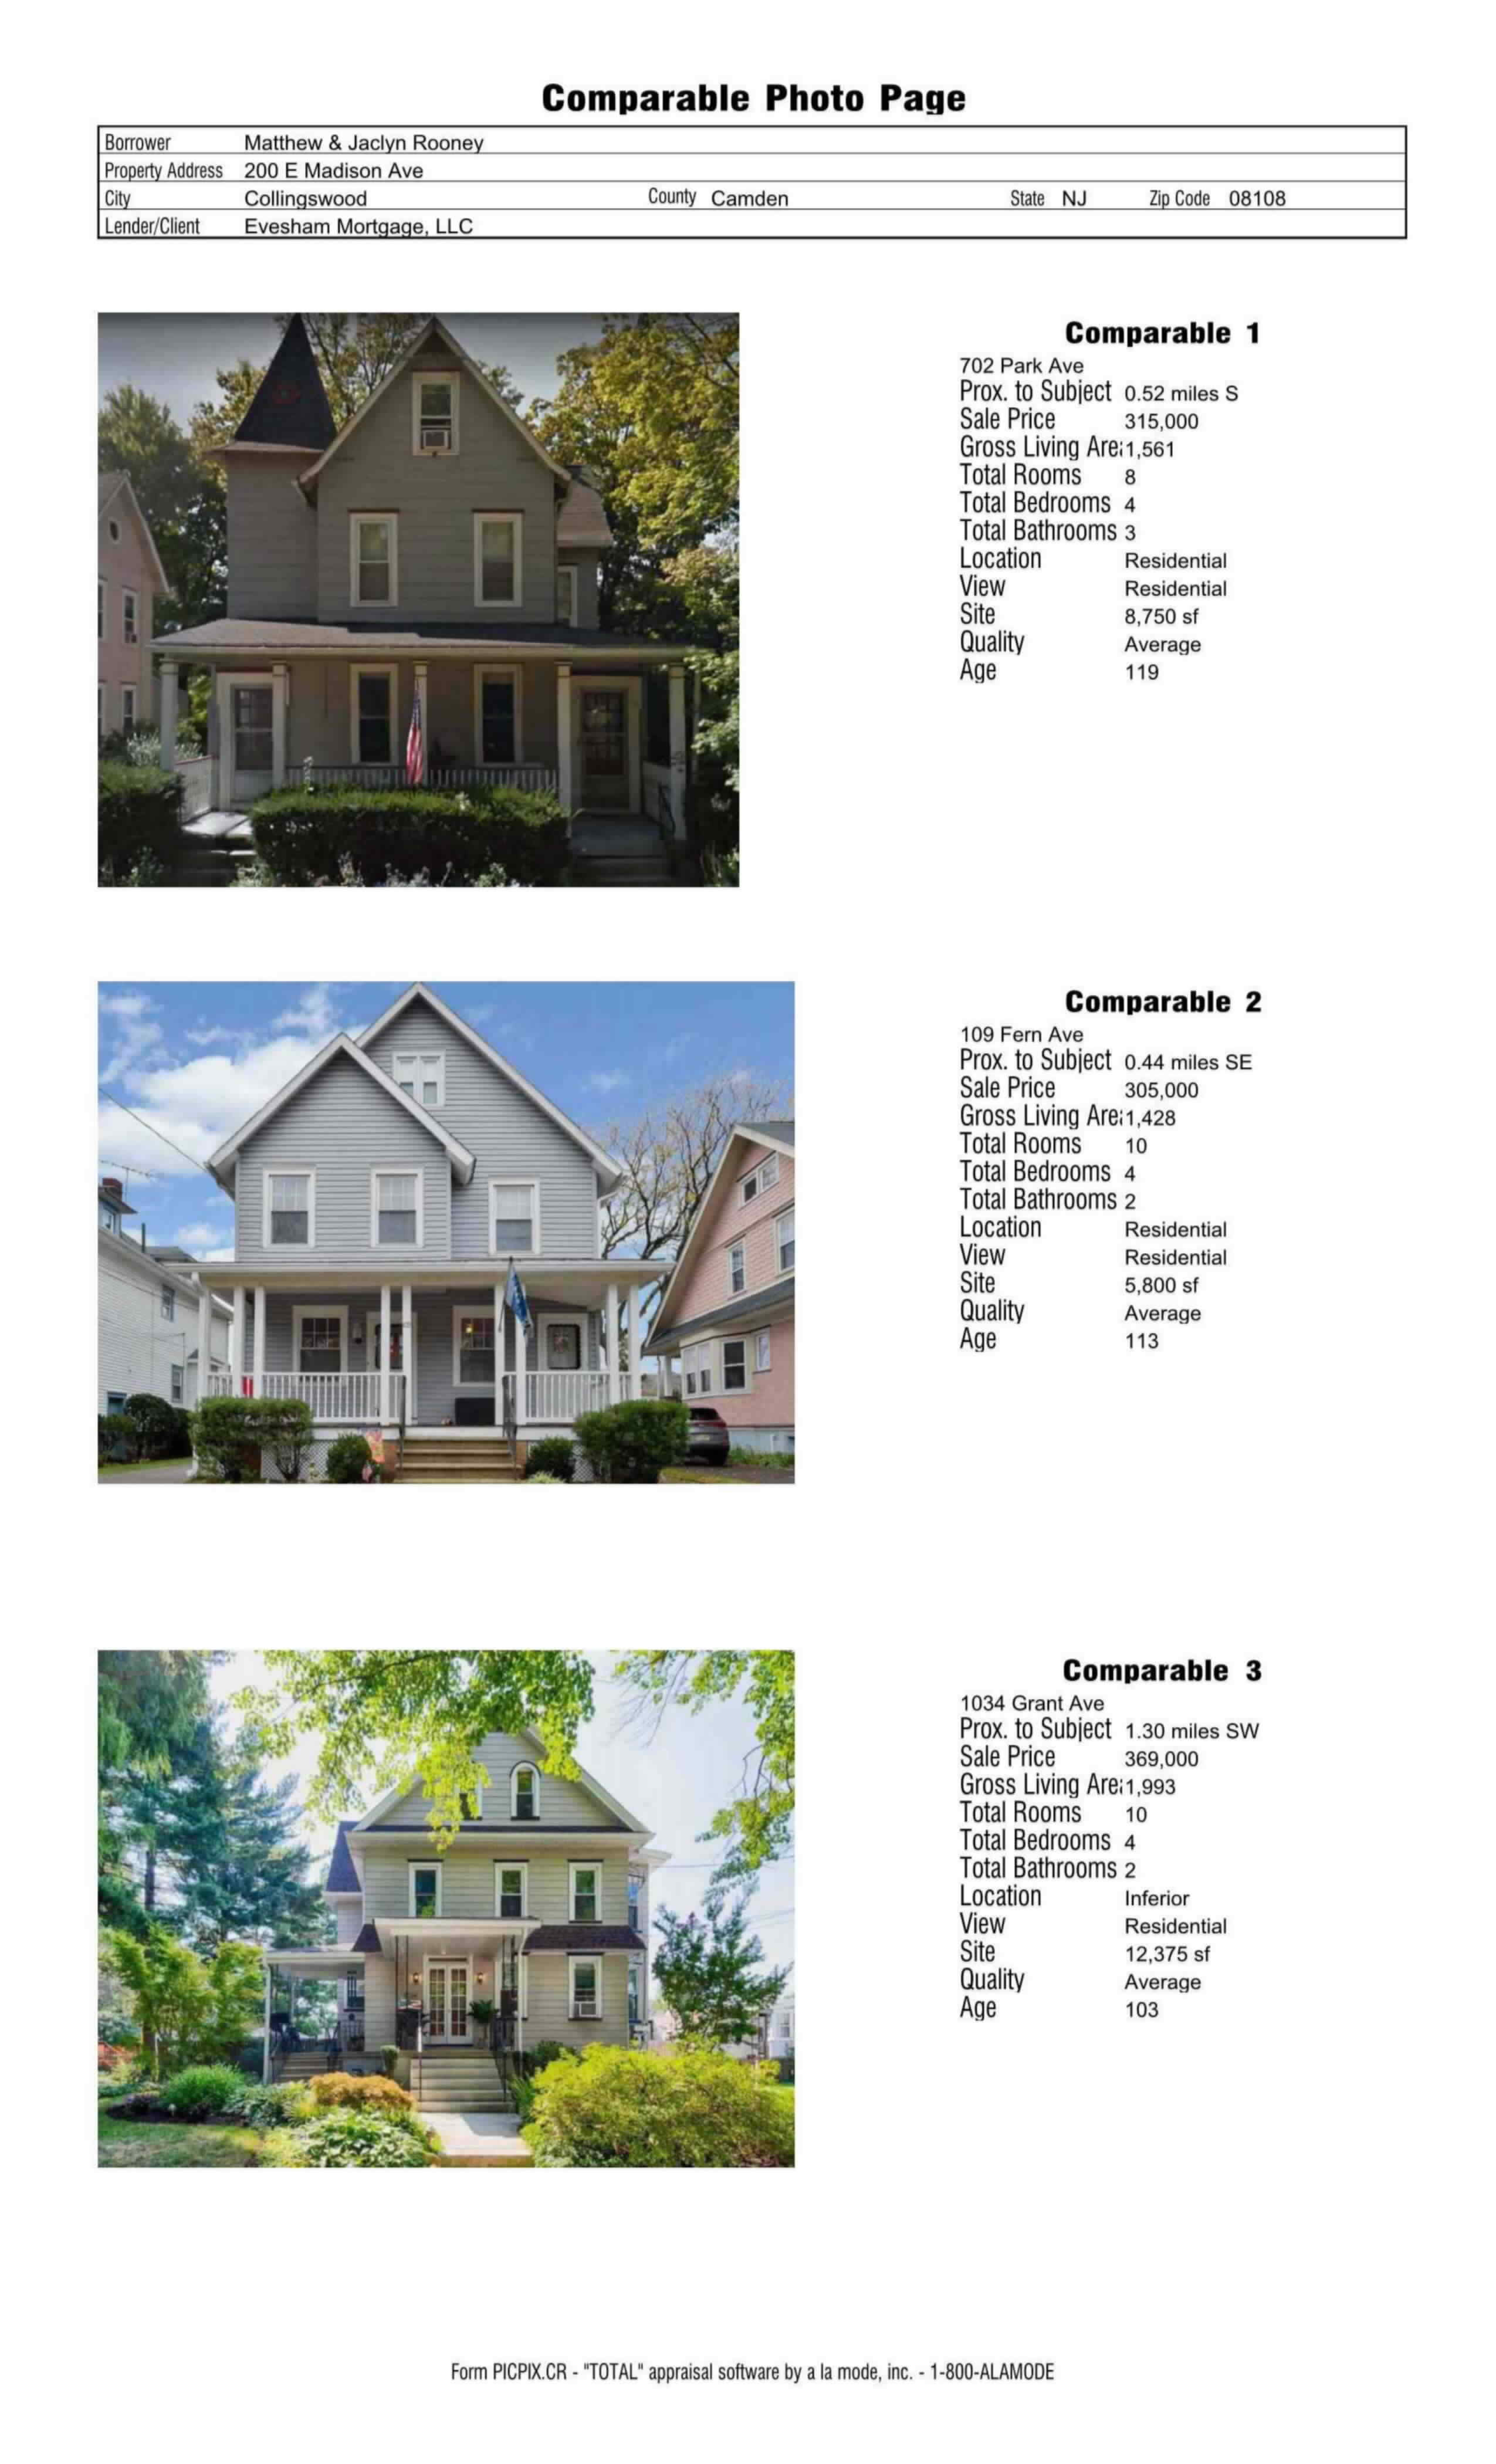 Comparable Photo Page
Borrower Matthew & Jaclyn Rooney
Property Address 200 E Madison Ave
City Collingswood County Camden State NJ Zip Code 08108
Lender/Client Evesham Mortgage, LLC
Comparable 1
702 Park Ave
Prox. to Subject 0.52 miles S
Sale Price 315,000
Gross Living Are 1,561
Total Rooms 8
Total Bedrooms 4
Total Bathrooms 3
Location Residential
View Residential
Site 8,750 sf
Quality Average
Age 119
Comparable 2
109 Fern Ave
Prox. to Subject 0.44 miles SE
Sale Price 305,000
Gross Living Are 1,428
Total Rooms 10
Total Bedrooms 4
Total Bathrooms 2
Location Residential
View Residential
Site 5,800 sf
Quality Average
Age 113
Comparable 3
1034 Grant Ave
Prox. to Subject 1.30 miles SW
Sale Price 369,000
Gross Living Are 1,993
Total Rooms 10
Total Bedrooms 4
Total Bathrooms 2
Location Inferior
View Residential
Site 12,375 sf
Quality Average
Age 103
Form PICPIX.CR - "TOTAL" appraisal software by a la mode, inc. - 1-800-ALAMODE